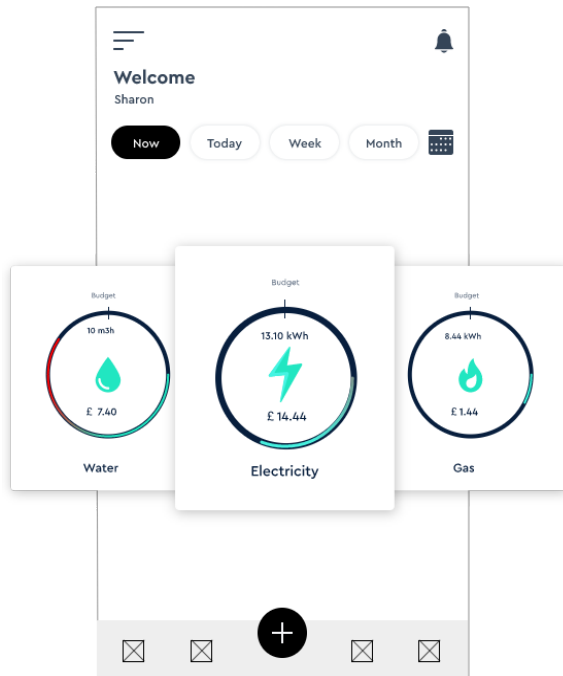 Welcome
Sharon
Now
Today
Week
Month
Budget
10 m3h
£ 7.40
Water
Budget
13.10 kWh
£ 14.44
Electricity
Budget
8.44 kWh
£ 1.44
Gas